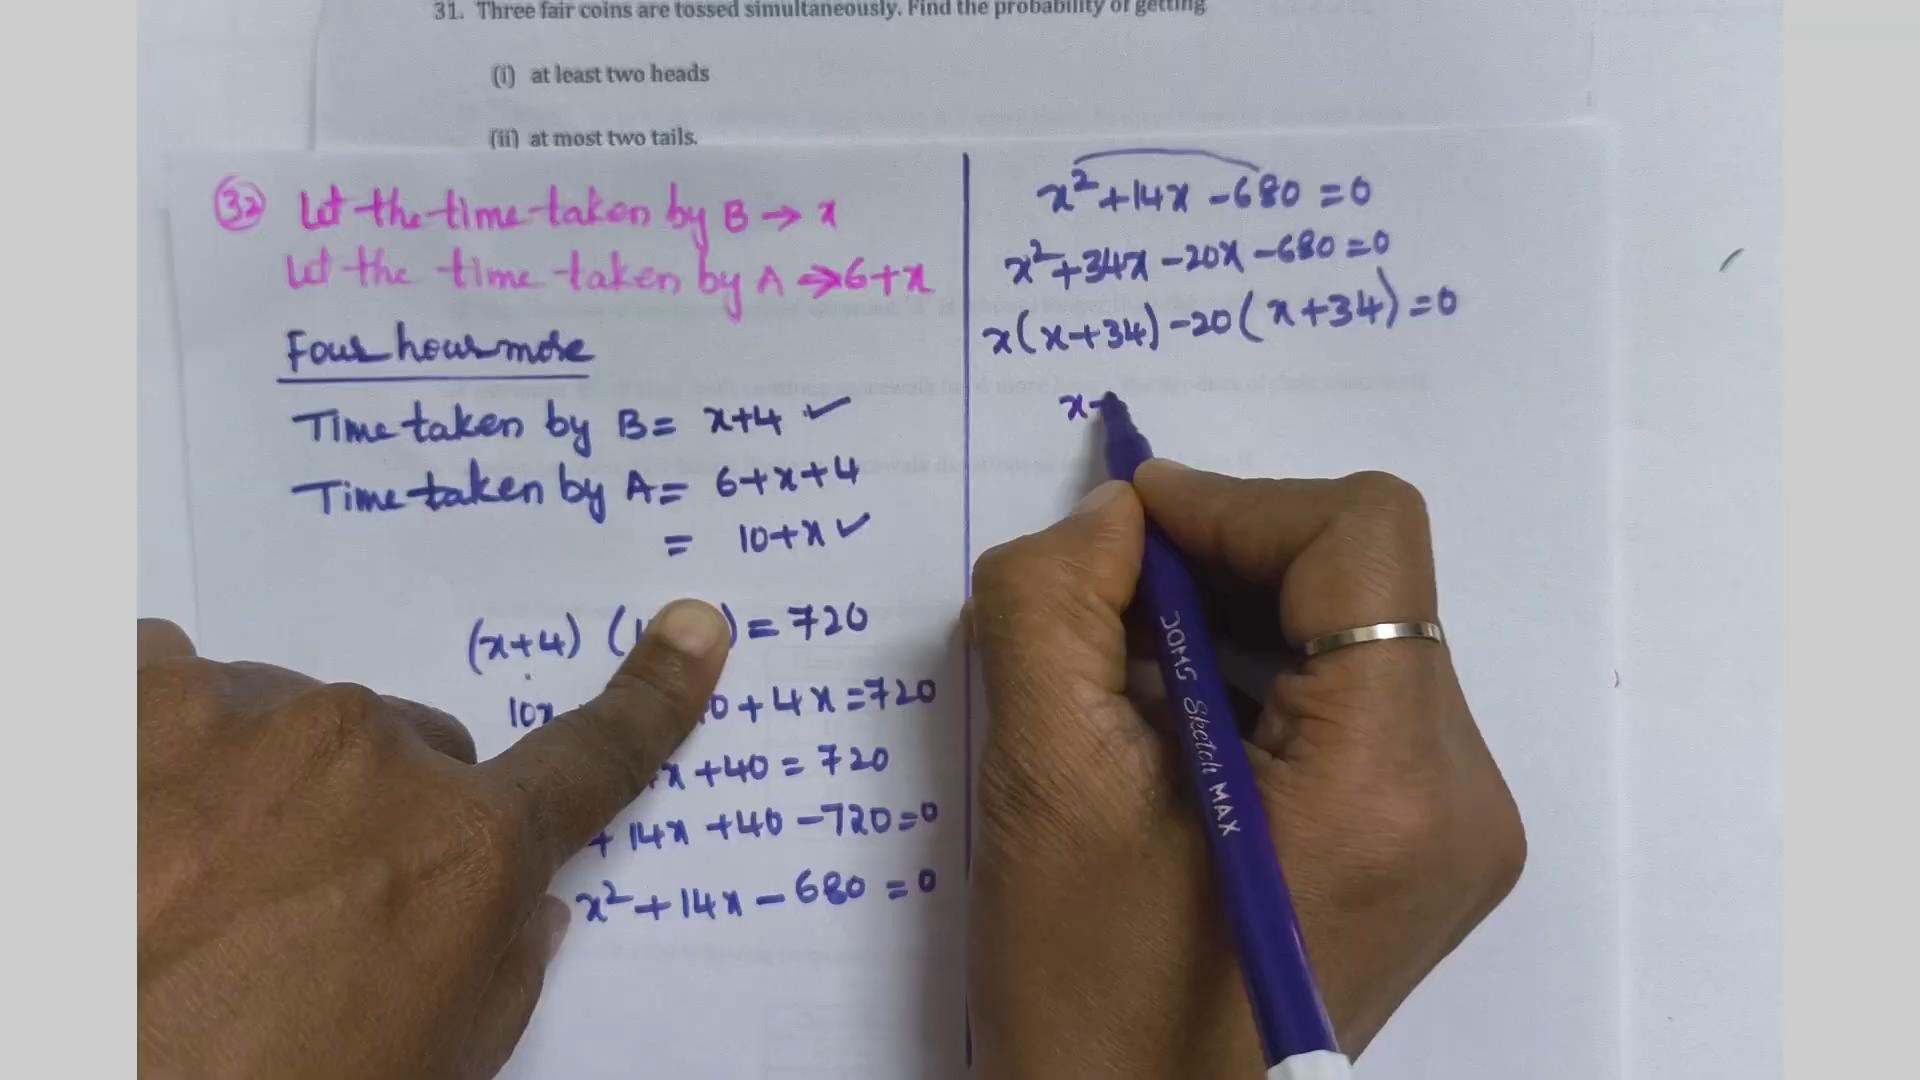 31. Three fair coins are tossed simultaneously. Find the probability of getting
(i) at least two heads
(ii) at most two tails.
32 Let the time taken by B → x
Let the time taken by A ⇒ 6+x
Four hour more
Time taken by B = x+4 ✓
Time taken by A = 6+x+4
= 10+x ✓
(x+4) ( ) = 720
10x 0+4x=720
x +40 = 720
+ 14x +40 -720=0
x²+14x-680 =0
x²+14x -680 =0
x²+34x-20x-680=0
x(x+34)-20(x+34)=0
x
DOMS Sketch MAX